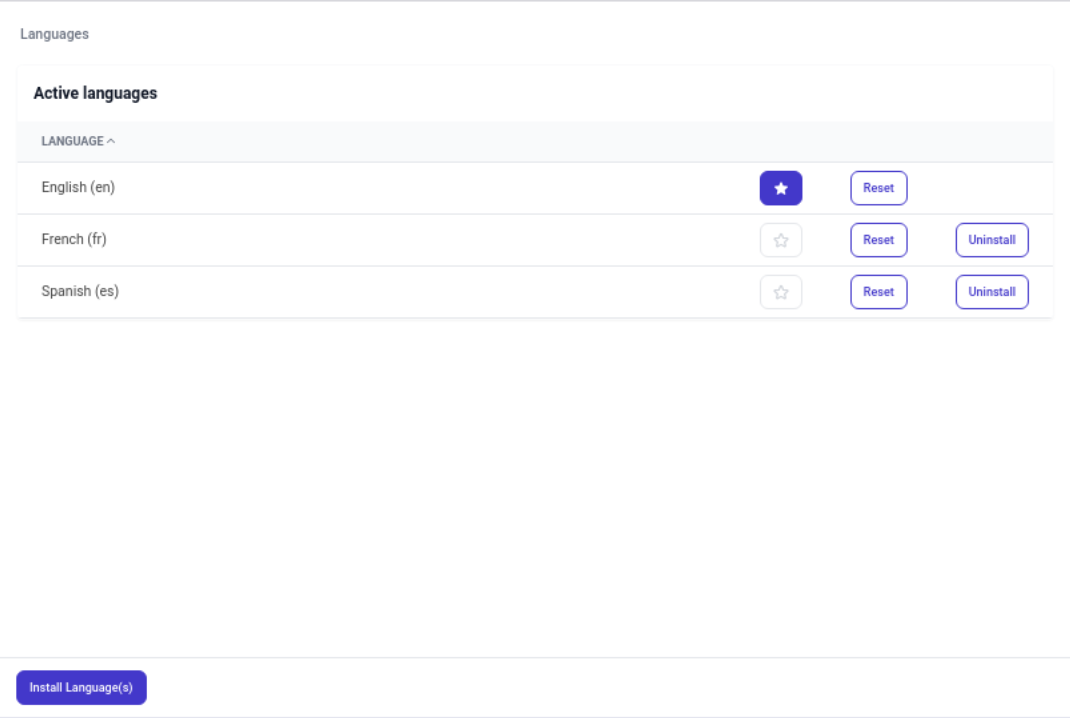 Languages
Active languages
LANGUAGE
English (en) Reset
French (fr) Reset Uninstall
Spanish (es) Reset Uninstall
Install Language(s)